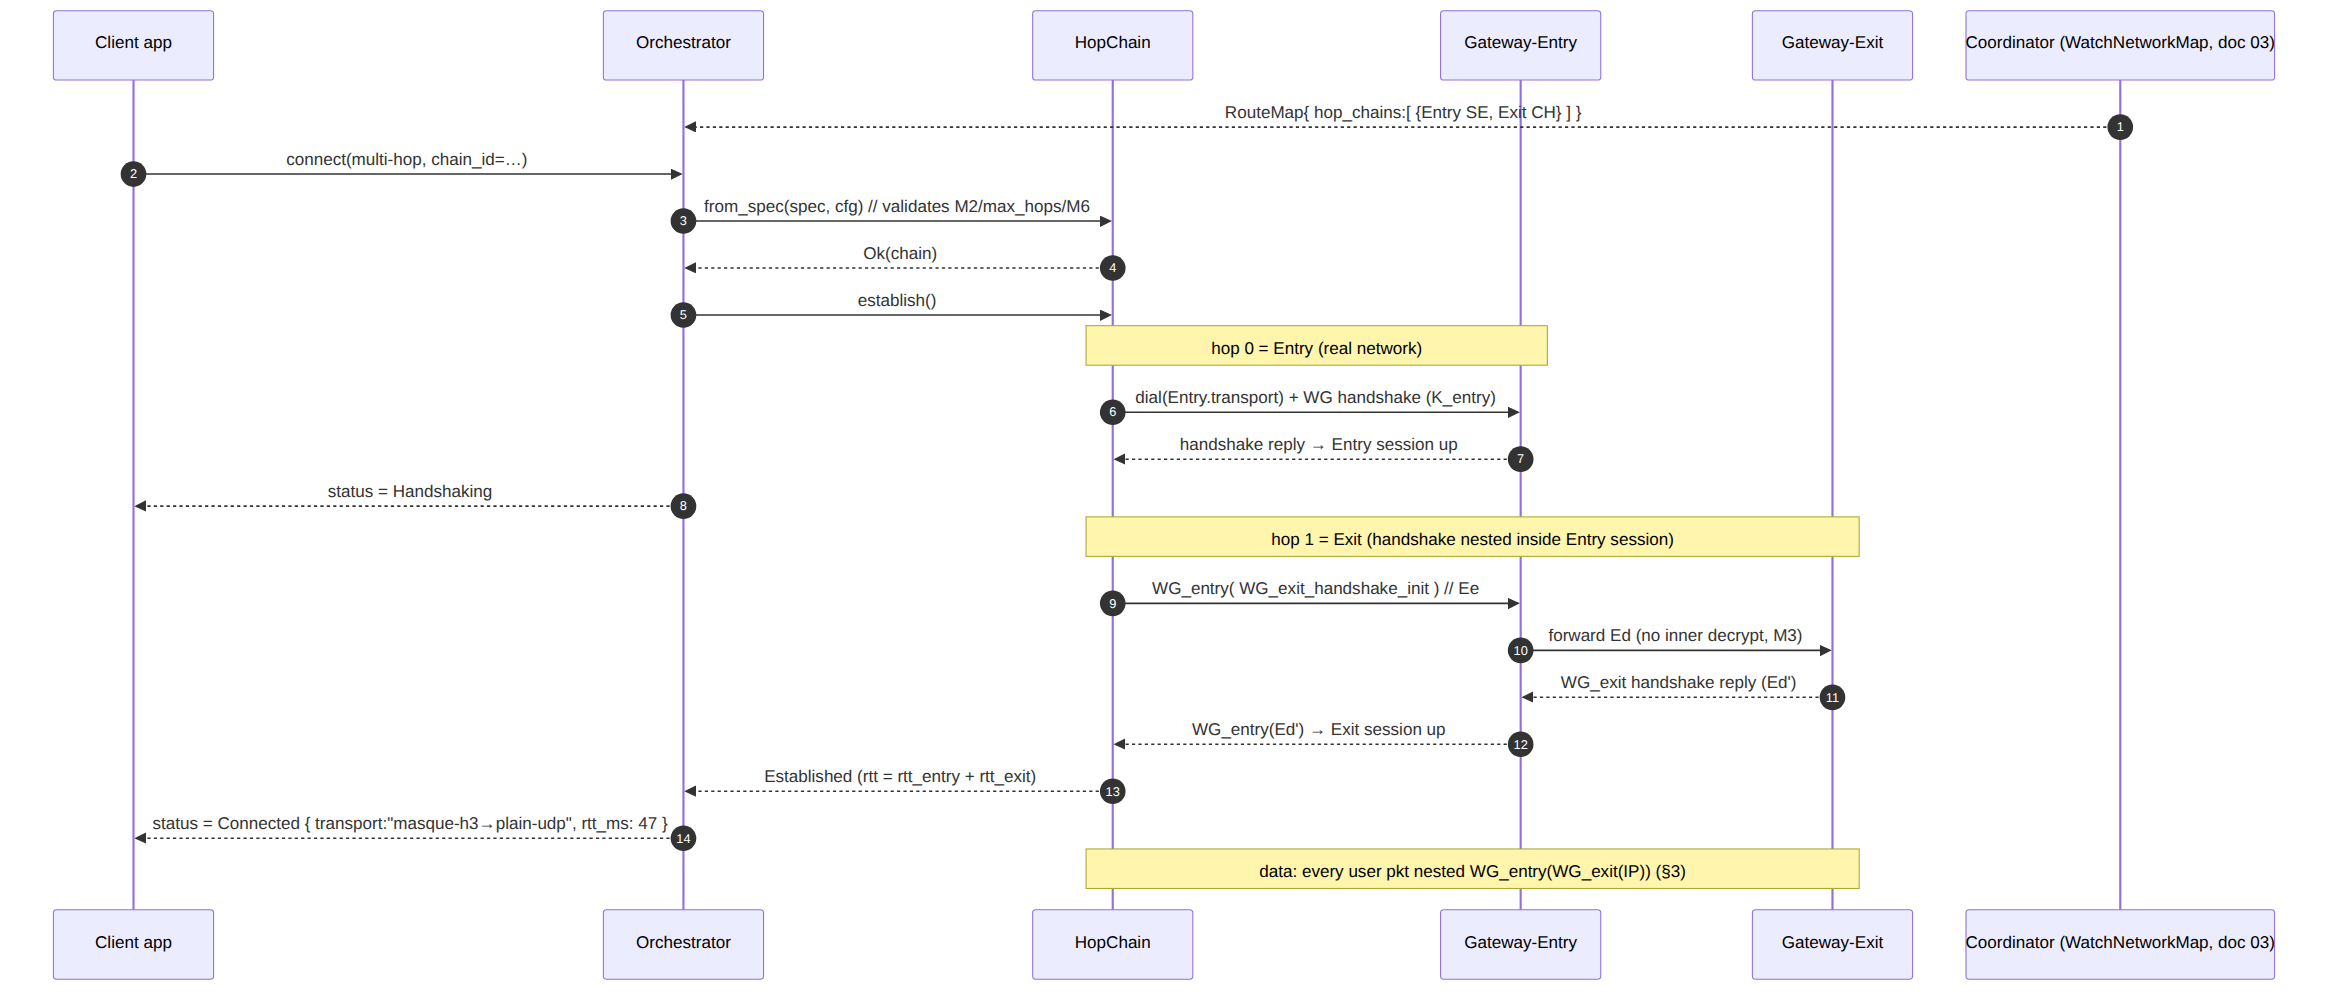 Client app
Orchestrator
HopChain
Gateway-Entry
Gateway-Exit
Coordinator (WatchNetworkMap, doc 03)
RouteMap{ hop_chains:[ {Entry SE, Exit CH} ] }
1
connect(multi-hop, chain_id=…)
2
from_spec(spec, cfg) // validates M2/max_hops/M6
3
Ok(chain)
4
establish()
5
hop 0 = Entry (real network)
dial(Entry.transport) + WG handshake (K_entry)
6
handshake reply → Entry session up
7
status = Handshaking
8
hop 1 = Exit (handshake nested inside Entry session)
WG_entry( WG_exit_handshake_init ) // Ee
9
forward Ed (no inner decrypt, M3)
10
WG_exit handshake reply (Ed')
11
WG_entry(Ed') → Exit session up
12
Established (rtt = rtt_entry + rtt_exit)
13
status = Connected { transport:"masque-h3→plain-udp", rtt_ms: 47 }
14
data: every user pkt nested WG_entry(WG_exit(IP)) (§3)
Client app
Orchestrator
HopChain
Gateway-Entry
Gateway-Exit
Coordinator (WatchNetworkMap, doc 03)